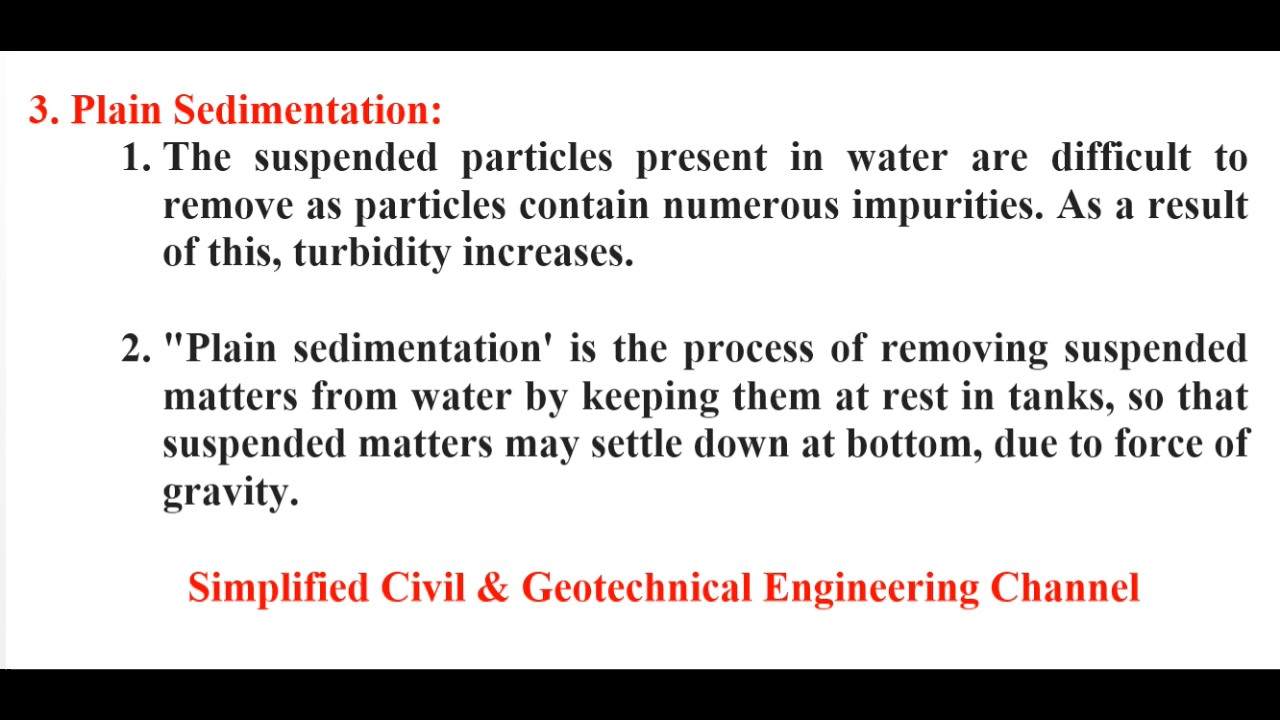 3. Plain Sedimentation:
1. The suspended particles present in water are difficult to
remove as particles contain numerous impurities. As a result
of this, turbidity increases.
2. "Plain sedimentation' is the process of removing suspended
matters from water by keeping them at rest in tanks, so that
suspended matters may settle down at bottom, due to force of
gravity.
Simplified Civil & Geotechnical Engineering Channel